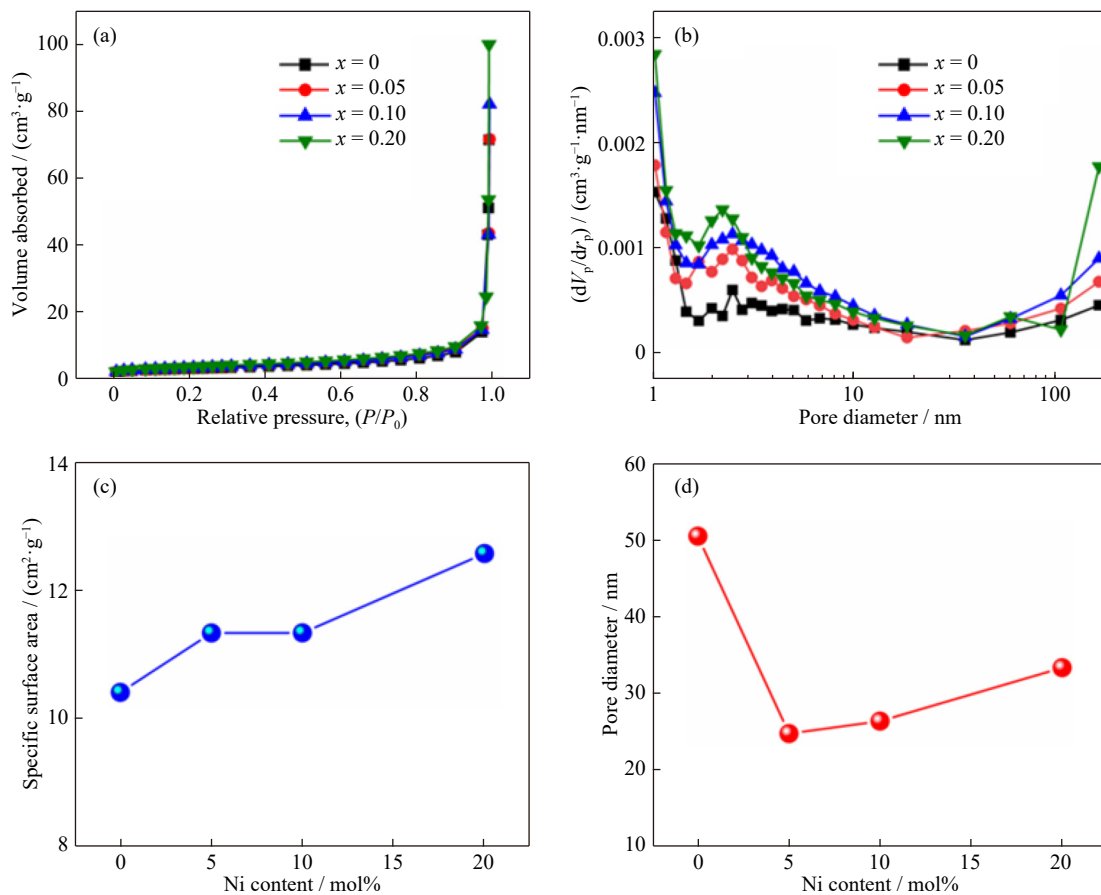 (a)
x = 0
x = 0.05
x = 0.10
x = 0.20
100
80
60
40
20
0
Volume absorbed / (cm³·g⁻¹)
0 0.2 0.4 0.6 0.8 1.0
Relative pressure, (P/P₀)
(b)
x = 0
x = 0.05
x = 0.10
x = 0.20
0.003
0.002
0.001
0
(dVₚ/drₚ) / (cm³·g⁻¹·nm⁻¹)
1 10 100
Pore diameter / nm
(c)
14
12
10
8
Specific surface area / (cm²·g⁻¹)
0 5 10 15 20
Ni content / mol%
(d)
60
50
40
30
20
10
Pore diameter / nm
0 5 10 15 20
Ni content / mol%